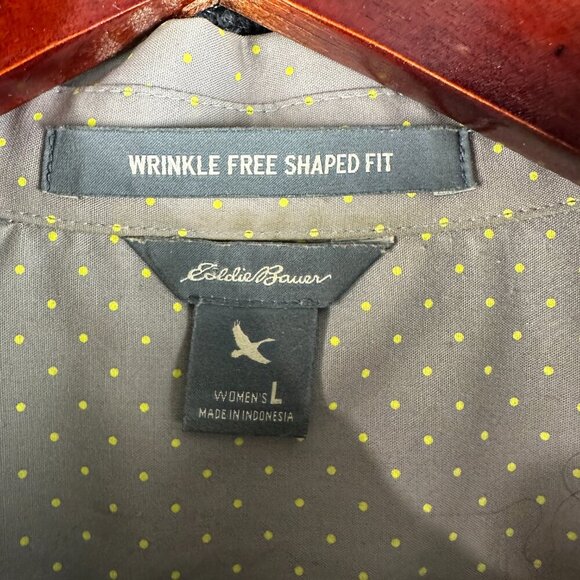 WRINKLE FREE SHAPED FIT
Eddie Bauer
WOMEN'S L
MADE IN INDONESIA